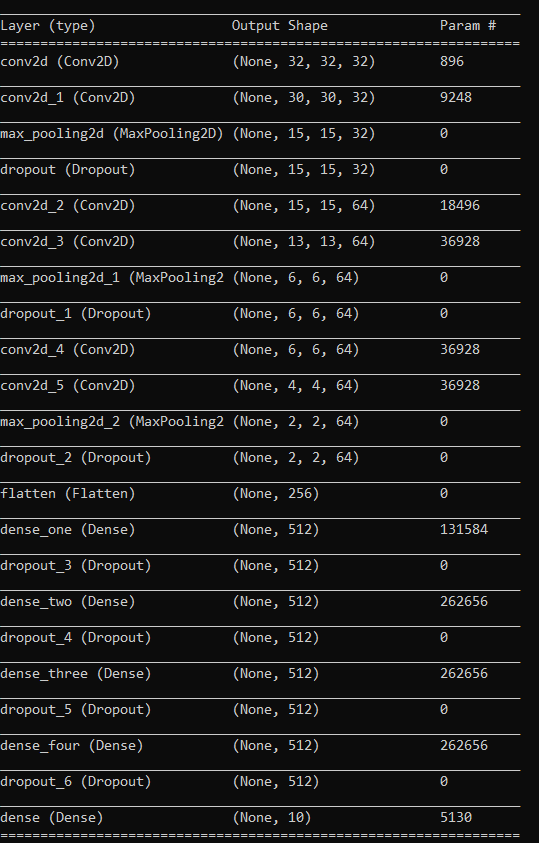 Layer (type) Output Shape Param #
=================================================================
conv2d (Conv2D) (None, 32, 32, 32) 896
conv2d_1 (Conv2D) (None, 30, 30, 32) 9248
max_pooling2d (MaxPooling2D) (None, 15, 15, 32) 0
dropout (Dropout) (None, 15, 15, 32) 0
conv2d_2 (Conv2D) (None, 15, 15, 64) 18496
conv2d_3 (Conv2D) (None, 13, 13, 64) 36928
max_pooling2d_1 (MaxPooling2 (None, 6, 6, 64) 0
dropout_1 (Dropout) (None, 6, 6, 64) 0
conv2d_4 (Conv2D) (None, 6, 6, 64) 36928
conv2d_5 (Conv2D) (None, 4, 4, 64) 36928
max_pooling2d_2 (MaxPooling2 (None, 2, 2, 64) 0
dropout_2 (Dropout) (None, 2, 2, 64) 0
flatten (Flatten) (None, 256) 0
dense_one (Dense) (None, 512) 131584
dropout_3 (Dropout) (None, 512) 0
dense_two (Dense) (None, 512) 262656
dropout_4 (Dropout) (None, 512) 0
dense_three (Dense) (None, 512) 262656
dropout_5 (Dropout) (None, 512) 0
dense_four (Dense) (None, 512) 262656
dropout_6 (Dropout) (None, 512) 0
dense (Dense) (None, 10) 5130
=================================================================